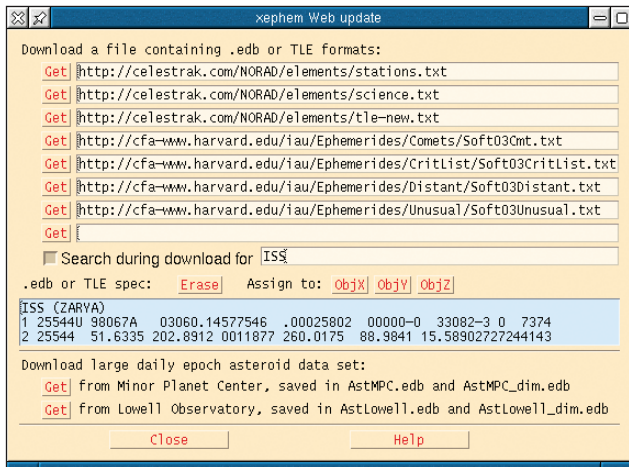 xephem Web update
Download a file containing .edb or TLE formats:
Get http://celestrak.com/NORAD/elements/stations.txt
Get http://celestrak.com/NORAD/elements/science.txt
Get http://celestrak.com/NORAD/elements/tle-new.txt
Get http://cfa-www.harvard.edu/iau/Ephemerides/Comets/Soft03Cmt.txt
Get http://cfa-www.harvard.edu/iau/Ephemerides/CritList/Soft03CritList.txt
Get http://cfa-www.harvard.edu/iau/Ephemerides/Distant/Soft03Distant.txt
Get http://cfa-www.harvard.edu/iau/Ephemerides/Unusual/Soft03Unusual.txt
Get
Search during download for ISS
.edb or TLE spec: Erase Assign to: ObjX ObjY ObjZ
ISS (ZARYA)
1 25544U 98067A   03060.14577546  .00025802  00000-0  33082-3 0  7374
2 25544  51.6335 202.8912 0011877 260.0175  88.9841 15.58902727244143
Download large daily epoch asteroid data set:
Get from Minor Planet Center, saved in AstMPC.edb and AstMPC_dim.edb
Get from Lowell Observatory, saved in AstLowell.edb and AstLowell_dim.edb
Close Help